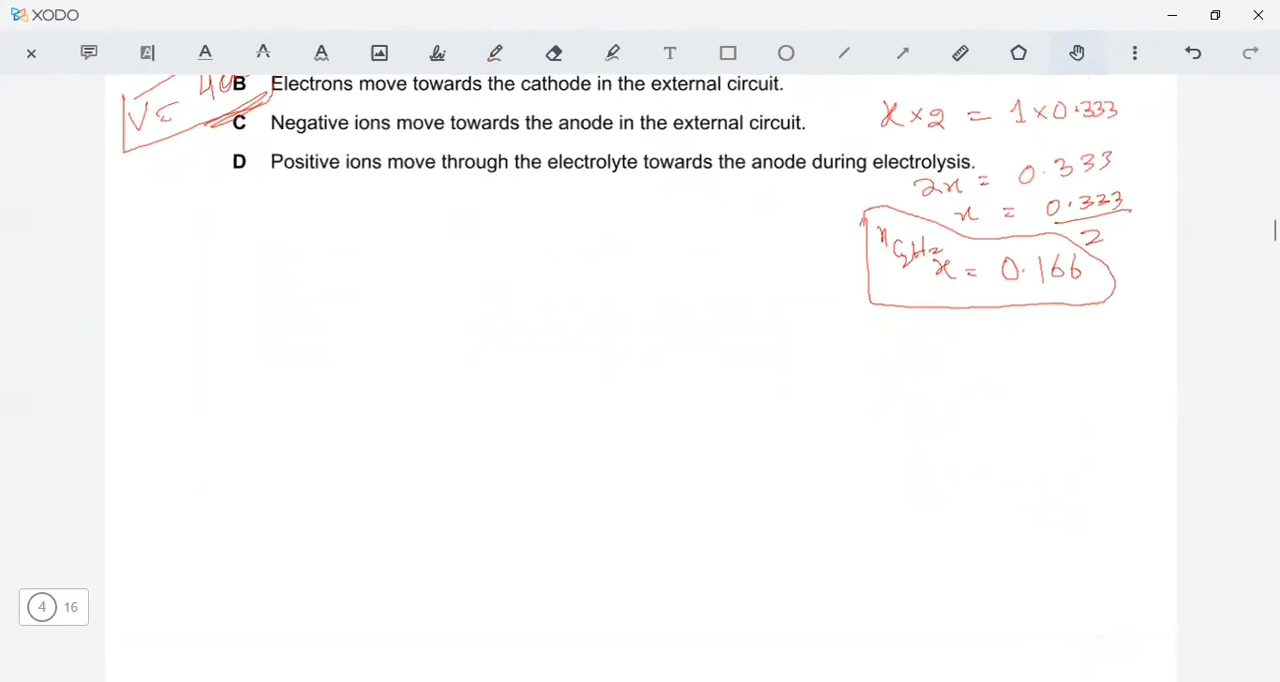 XODO
B Electrons move towards the cathode in the external circuit.
C Negative ions move towards the anode in the external circuit.
D Positive ions move through the electrolyte towards the anode during electrolysis.
x × 2 = 1 × 0.333
2x = 0.333
x = 0.333
2
n C2H2
x = 0.166
4 16